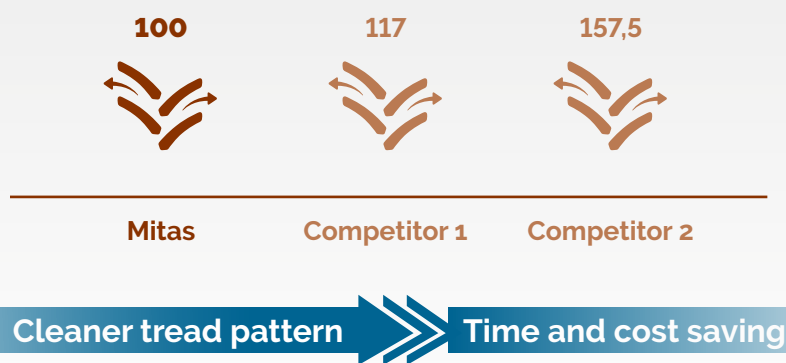 100 117 157,5
Mitas Competitor 1 Competitor 2
Cleaner tread pattern Time and cost saving